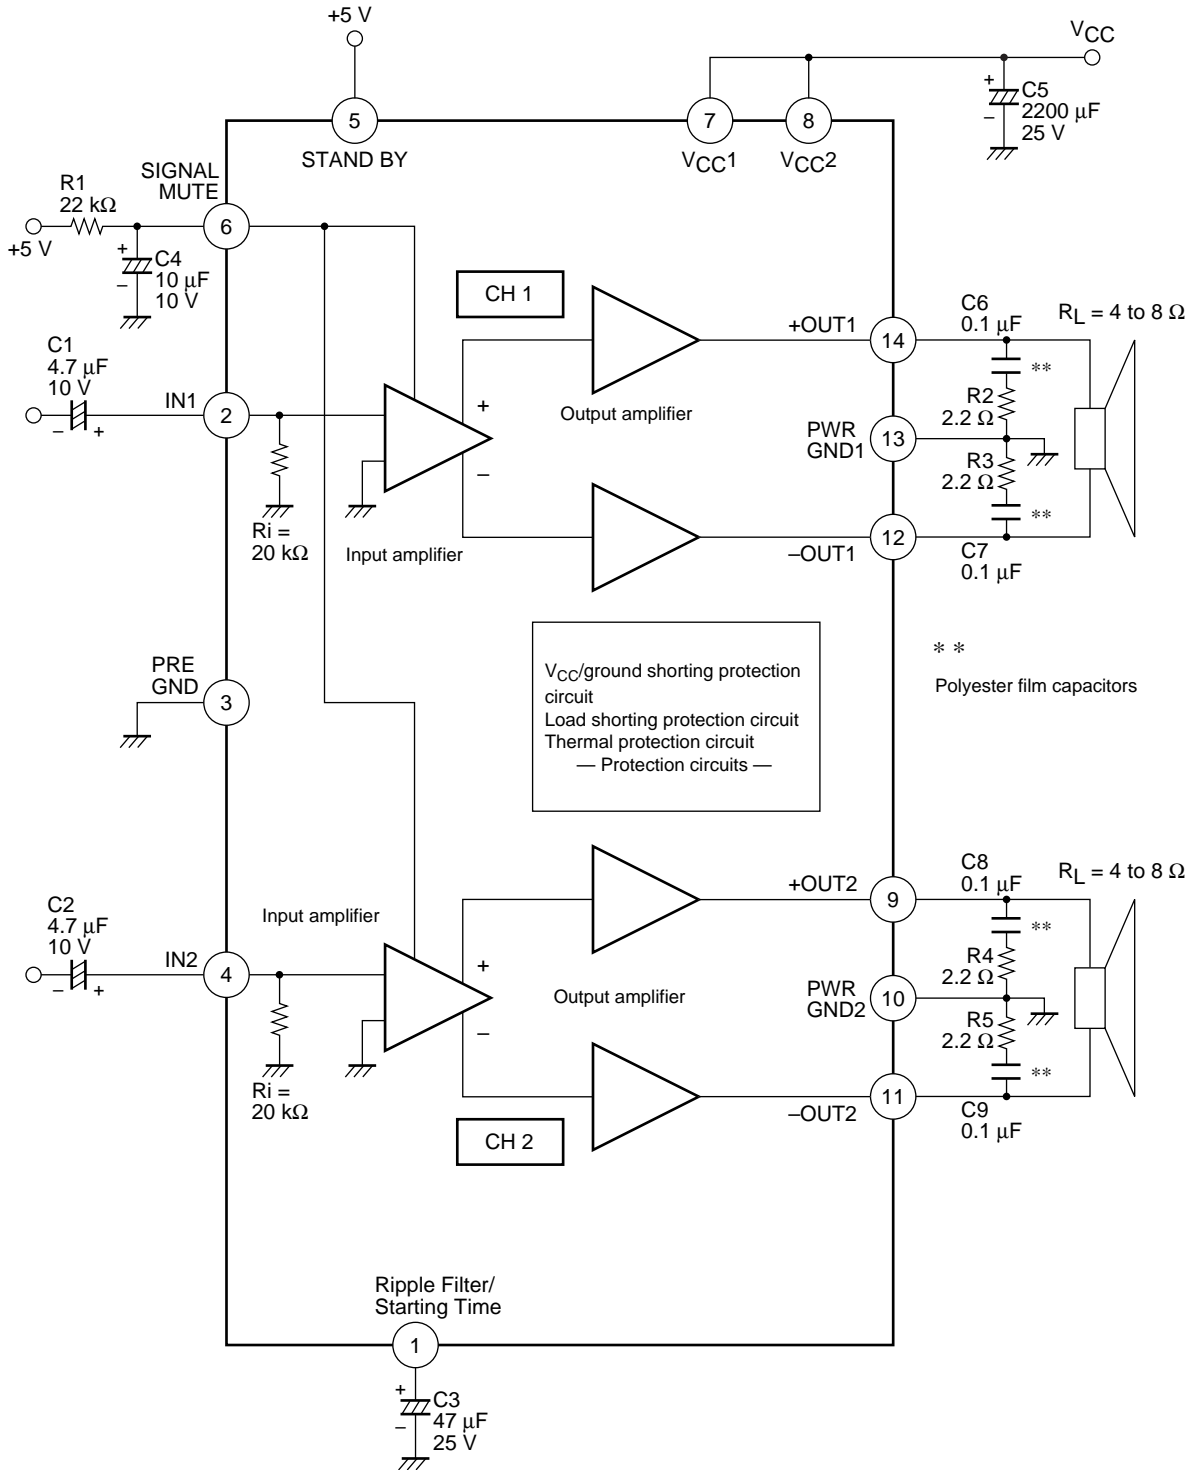 +5 V
VCC
+
C5
2200 μF
– 
25 V
5
7
8
STAND BY
VCC1
VCC2
SIGNAL
MUTE
R1
22 kΩ
6
+5 V
+
C4
10 μF
–
10 V
CH 1
C6
0.1 μF
RL = 4 to 8 Ω
+OUT1
14
**
C1
4.7 μF
10 V
IN1
2
– +
+
–
Output amplifier
R2
2.2 Ω
PWR
GND1
13
R3
2.2 Ω
**
Ri =
20 kΩ
Input amplifier
–OUT1
12
C7
0.1 μF
PRE
GND
3
VCC/ground shorting protection
circuit
Load shorting protection circuit
Thermal protection circuit
— Protection circuits —
* *
Polyester film capacitors
C8
0.1 μF
RL = 4 to 8 Ω
+OUT2
9
**
C2
4.7 μF
10 V
Input amplifier
IN2
4
– +
+
–
Output amplifier
R4
2.2 Ω
PWR
GND2
10
R5
2.2 Ω
**
Ri =
20 kΩ
–OUT2
11
C9
0.1 μF
CH 2
Ripple Filter/
Starting Time
1
+
C3
47 μF
–
25 V